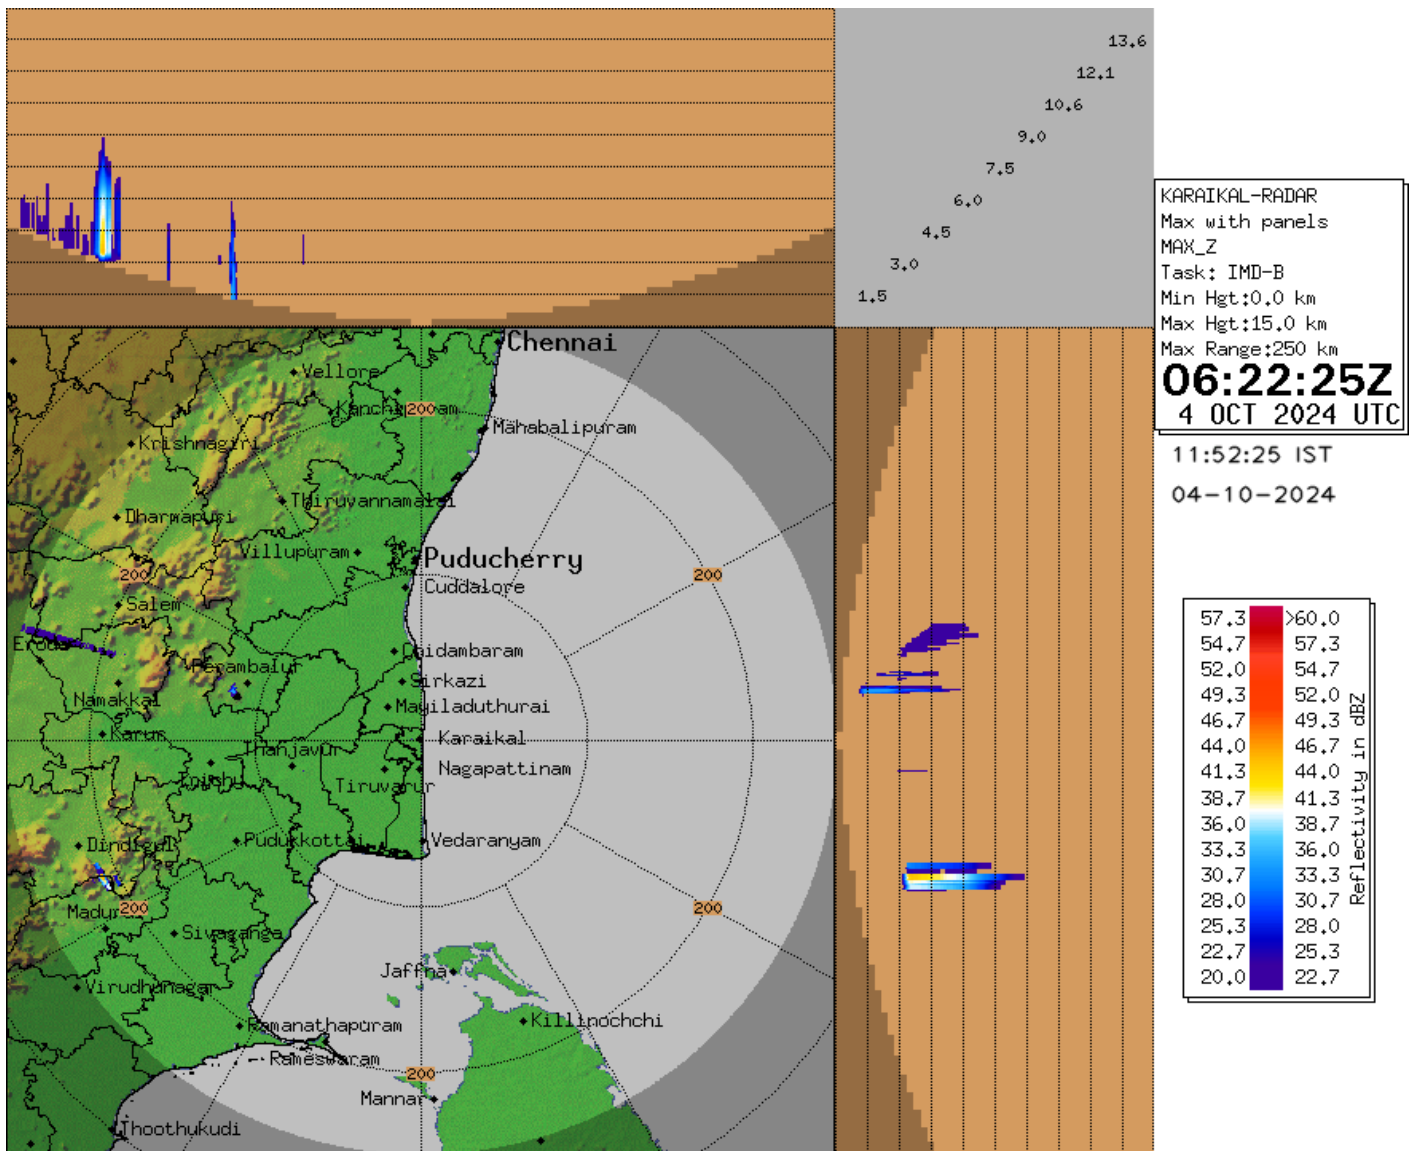 13.6
12.1
10.6
9.0
7.5
6.0
4.5
3.0
1.5
KARAIKAL-RADAR
Max with panels
MAX_Z
Task: IMD-B
Min Hgt:0.0 km
Max Hgt:15.0 km
Max Range:250 km
06:22:25Z
4 OCT 2024 UTC
11:52:25 IST
04-10-2024
Chennai
Vellore
200
Mahabalipuram
Krishnagiri
Thiruvannamalai
Dharmapuri
Villupuram
Puducherry
200
200
Cuddalore
Salem
Erode
Chidambaram
Perambalur
Sirkazi
Namakkal
Mayiladuthurai
Karur
Karaikal
Thanjavur
Nagapattinam
Tiruvarur
Dindigul
Pudukkottai
Vedaranyam
Madurai
200
200
Sivaganga
Jaffna
Virudhunagar
Ramanathapuram
Killinochchi
Rameswaram
200
Mannar
Thoothukudi
57.3 >60.0
54.7 57.3
52.0 54.7
49.3 52.0
46.7 49.3
44.0 46.7
41.3 44.0
38.7 41.3
36.0 38.7
33.3 36.0
30.7 33.3
28.0 30.7
25.3 28.0
22.7 25.3
20.0 22.7
Reflectivity in dBZ